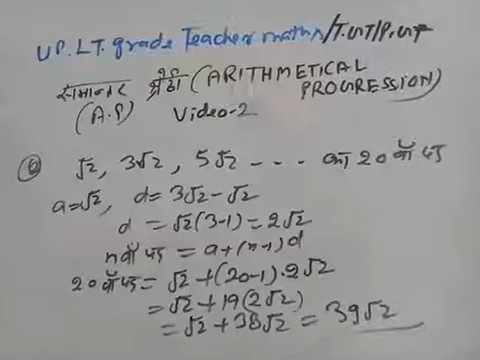 U.P. L.T. grade Teacher maths/T.GT/P.GT
समान्तर श्रेढी (ARITHMETICAL
PROGRESSION)
(A.P) Video-2
√2, 3√2, 5√2 - - - - का 20 वाँ पद
a=√2, d=3√2-√2
d = √2(3-1) = 2√2
nवाँ पद = a+(n-1)d
20 वाँ पद = √2 +(20-1)·2√2
= √2 + 19(2√2)
= √2 + 38√2 = 39√2